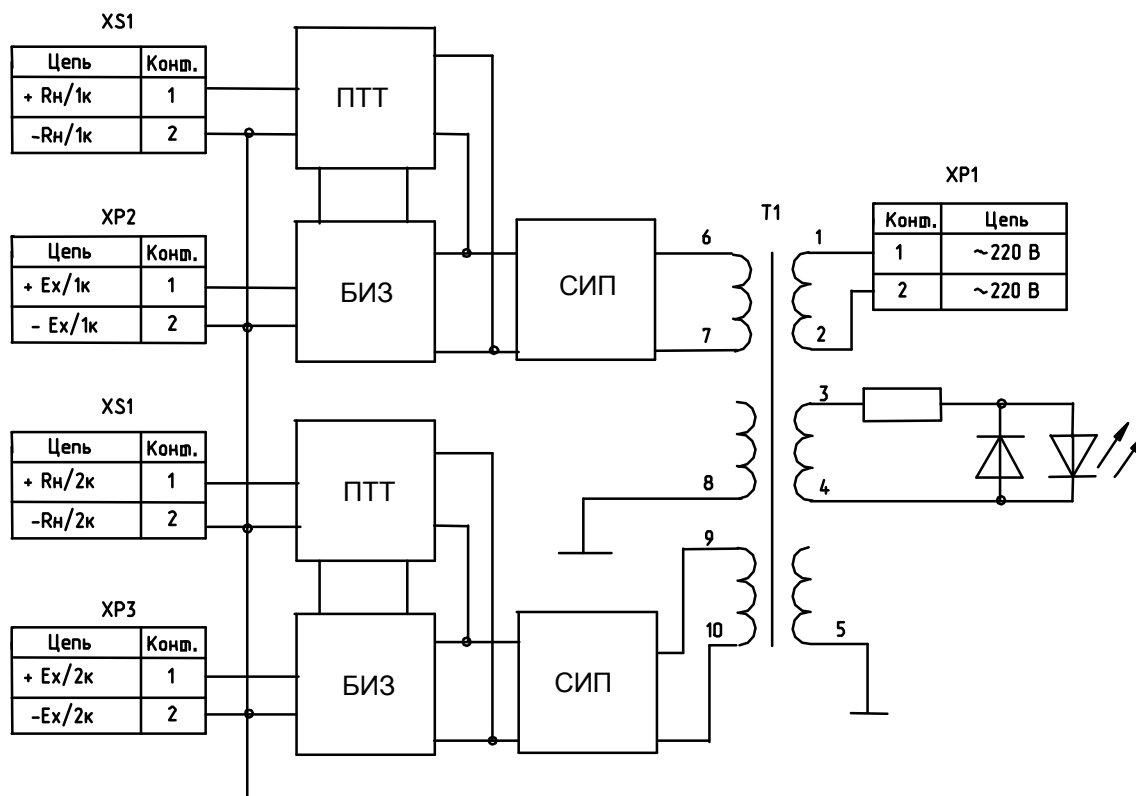 XS1
Цепь Конт.
+ Rн/1к 1
-Rн/1к 2
ПТТ
XP2
Цепь Конт.
+ Ex/1к 1
- Ex/1к 2
БИЗ
СИП
6
7
T1
1
2
XP1
Конт. Цепь
1 ~220 В
2 ~220 В
XS1
Цепь Конт.
+ Rн/2к 1
-Rн/2к 2
ПТТ
8
3
4
XP3
Цепь Конт.
+ Ex/2к 1
-Ex/2к 2
БИЗ
СИП
9
10
5